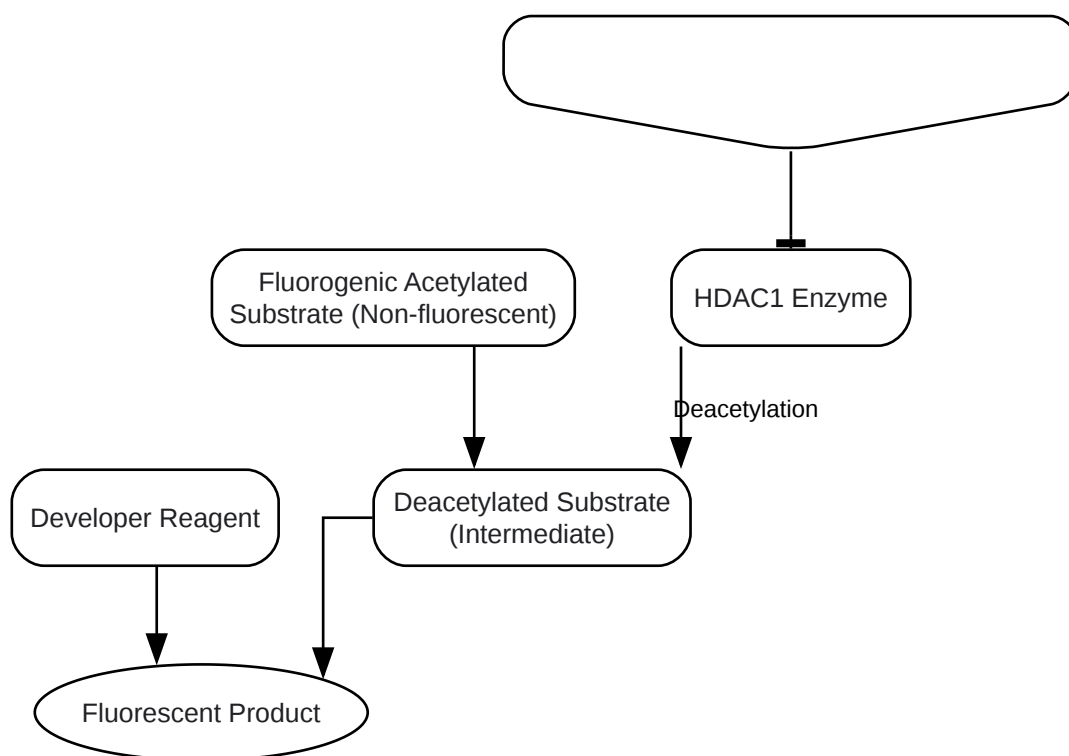 Fluorogenic Acetylated
Substrate (Non-fluorescent)
HDAC1 Enzyme
Deacetylation
Developer Reagent
Deacetylated Substrate
(Intermediate)
Fluorescent Product